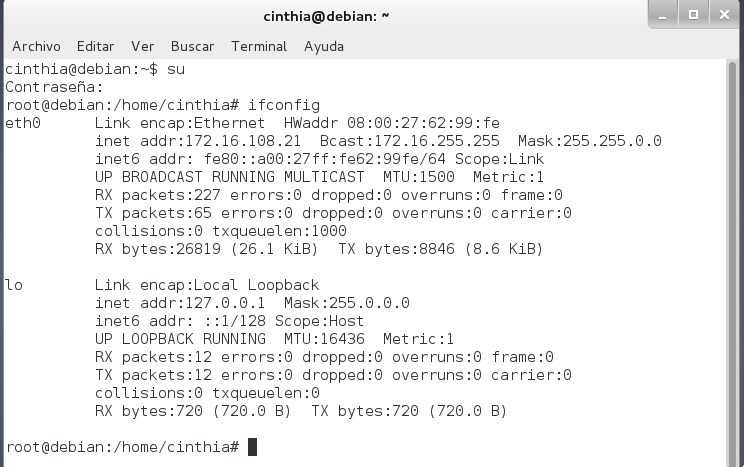 cinthia@debian: ~
Archivo Editar Ver Buscar Terminal Ayuda
cinthia@debian:~$ su
Contraseña:
root@debian:/home/cinthia# ifconfig
eth0      Link encap:Ethernet  HWaddr 08:00:27:62:99:fe
          inet addr:172.16.108.21  Bcast:172.16.255.255  Mask:255.255.0.0
          inet6 addr: fe80::a00:27ff:fe62:99fe/64 Scope:Link
          UP BROADCAST RUNNING MULTICAST  MTU:1500  Metric:1
          RX packets:227 errors:0 dropped:0 overruns:0 frame:0
          TX packets:65 errors:0 dropped:0 overruns:0 carrier:0
          collisions:0 txqueuelen:1000
          RX bytes:26819 (26.1 KiB)  TX bytes:8846 (8.6 KiB)
lo        Link encap:Local Loopback
          inet addr:127.0.0.1  Mask:255.0.0.0
          inet6 addr: ::1/128 Scope:Host
          UP LOOPBACK RUNNING  MTU:16436  Metric:1
          RX packets:12 errors:0 dropped:0 overruns:0 frame:0
          TX packets:12 errors:0 dropped:0 overruns:0 carrier:0
          collisions:0 txqueuelen:0
          RX bytes:720 (720.0 B)  TX bytes:720 (720.0 B)
root@debian:/home/cinthia#